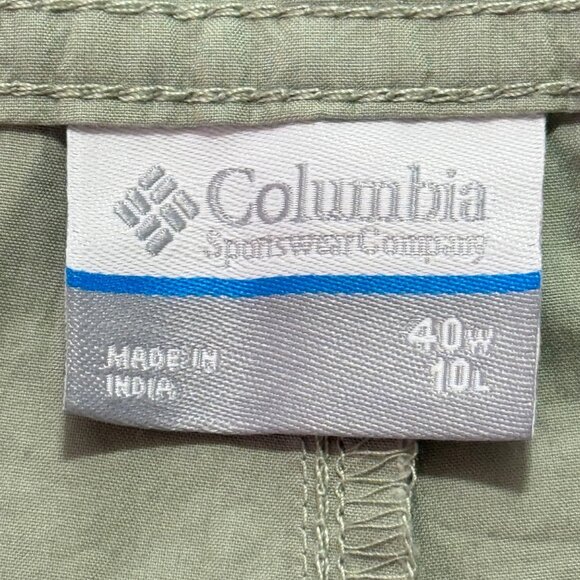 Columbia
Sportswear Company
MADE IN
INDIA
40W
10L